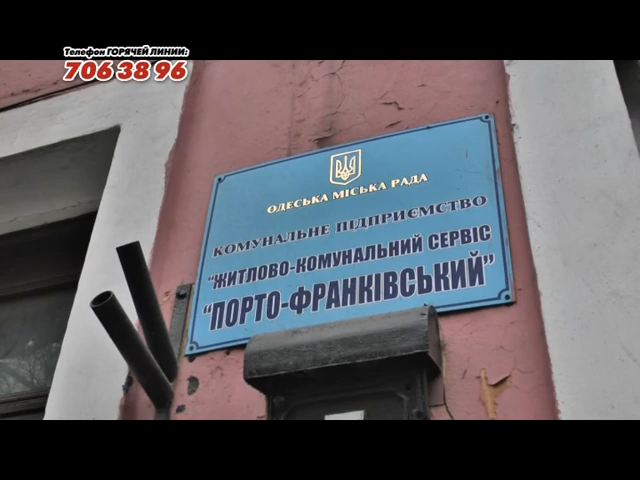 Телефон ГОРЯЧЕЙ ЛИНИИ:
706 38 96
ОДЕСЬКА МІСЬКА РАДА
КОМУНАЛЬНЕ ПІДПРИЄМСТВО
"ЖИТЛОВО-КОМУНАЛЬНИЙ СЕРВІС
"ПОРТО-ФРАНКІВСЬКИЙ"